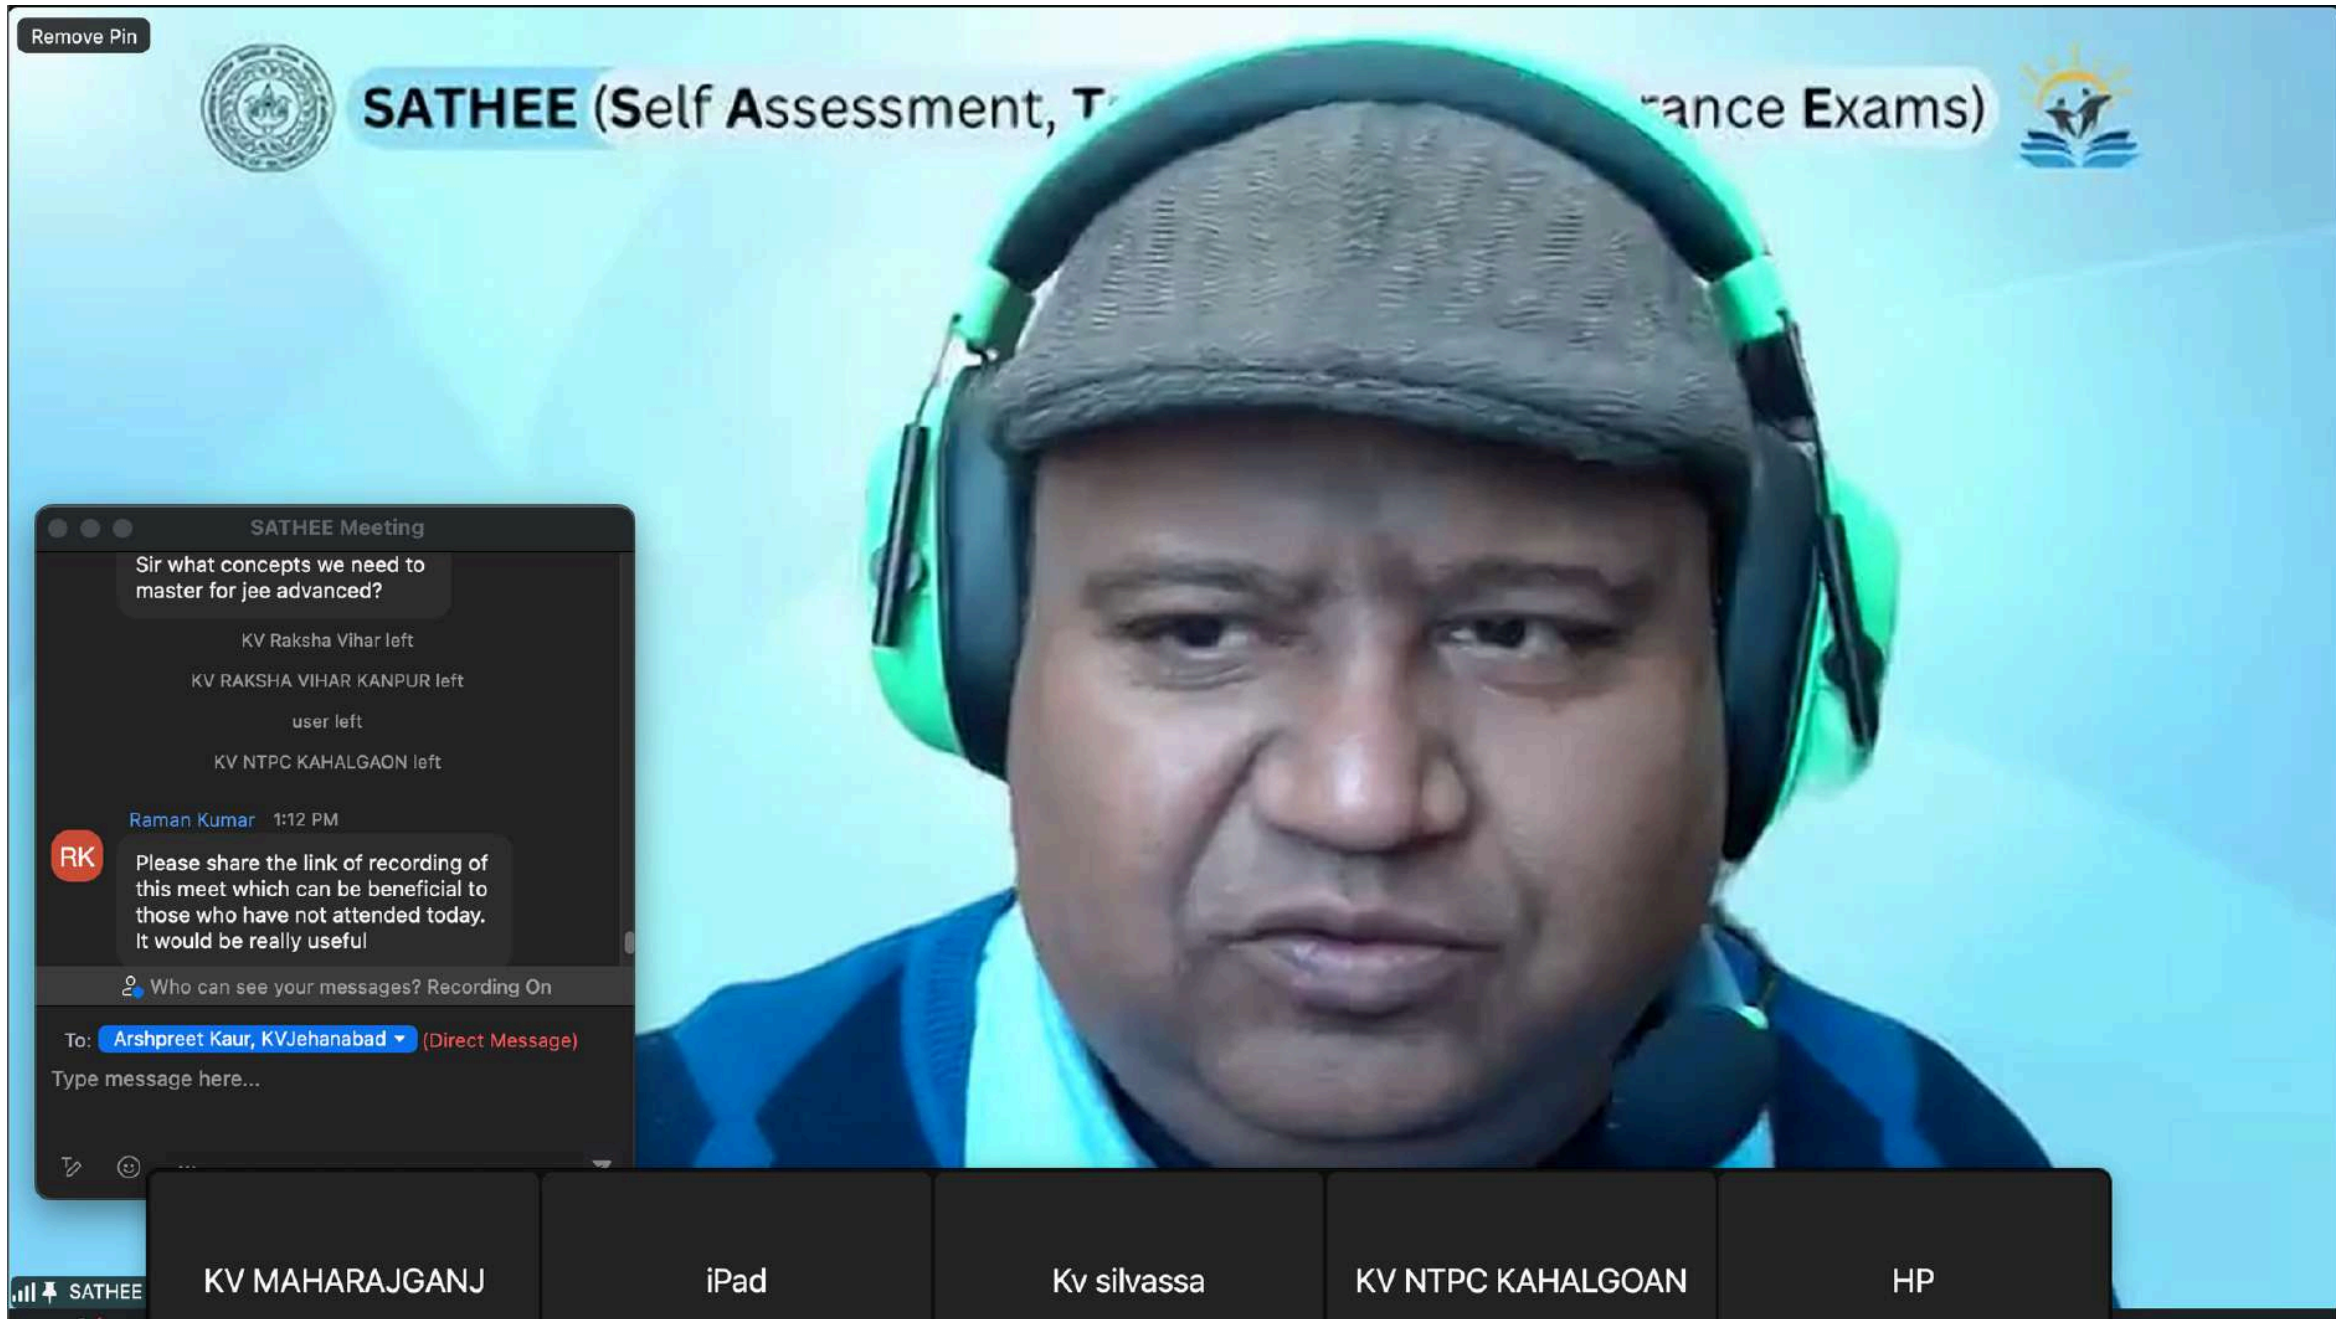 Remove Pin
SATHEE (Self Assessment, T
rance Exams)
SATHEE Meeting
Sir what concepts we need to
master for jee advanced?
KV Raksha Vihar left
KV RAKSHA VIHAR KANPUR left
user left
KV NTPC KAHALGAON left
Raman Kumar 1:12 PM
RK
Please share the link of recording of
this meet which can be beneficial to
those who have not attended today.
It would be really useful
Who can see your messages? Recording On
To: Arshpreet Kaur, KVJehanabad (Direct Message)
Type message here...
SATHEE
KV MAHARAJGANJ
iPad
Kv silvassa
KV NTPC KAHALGOAN
HP